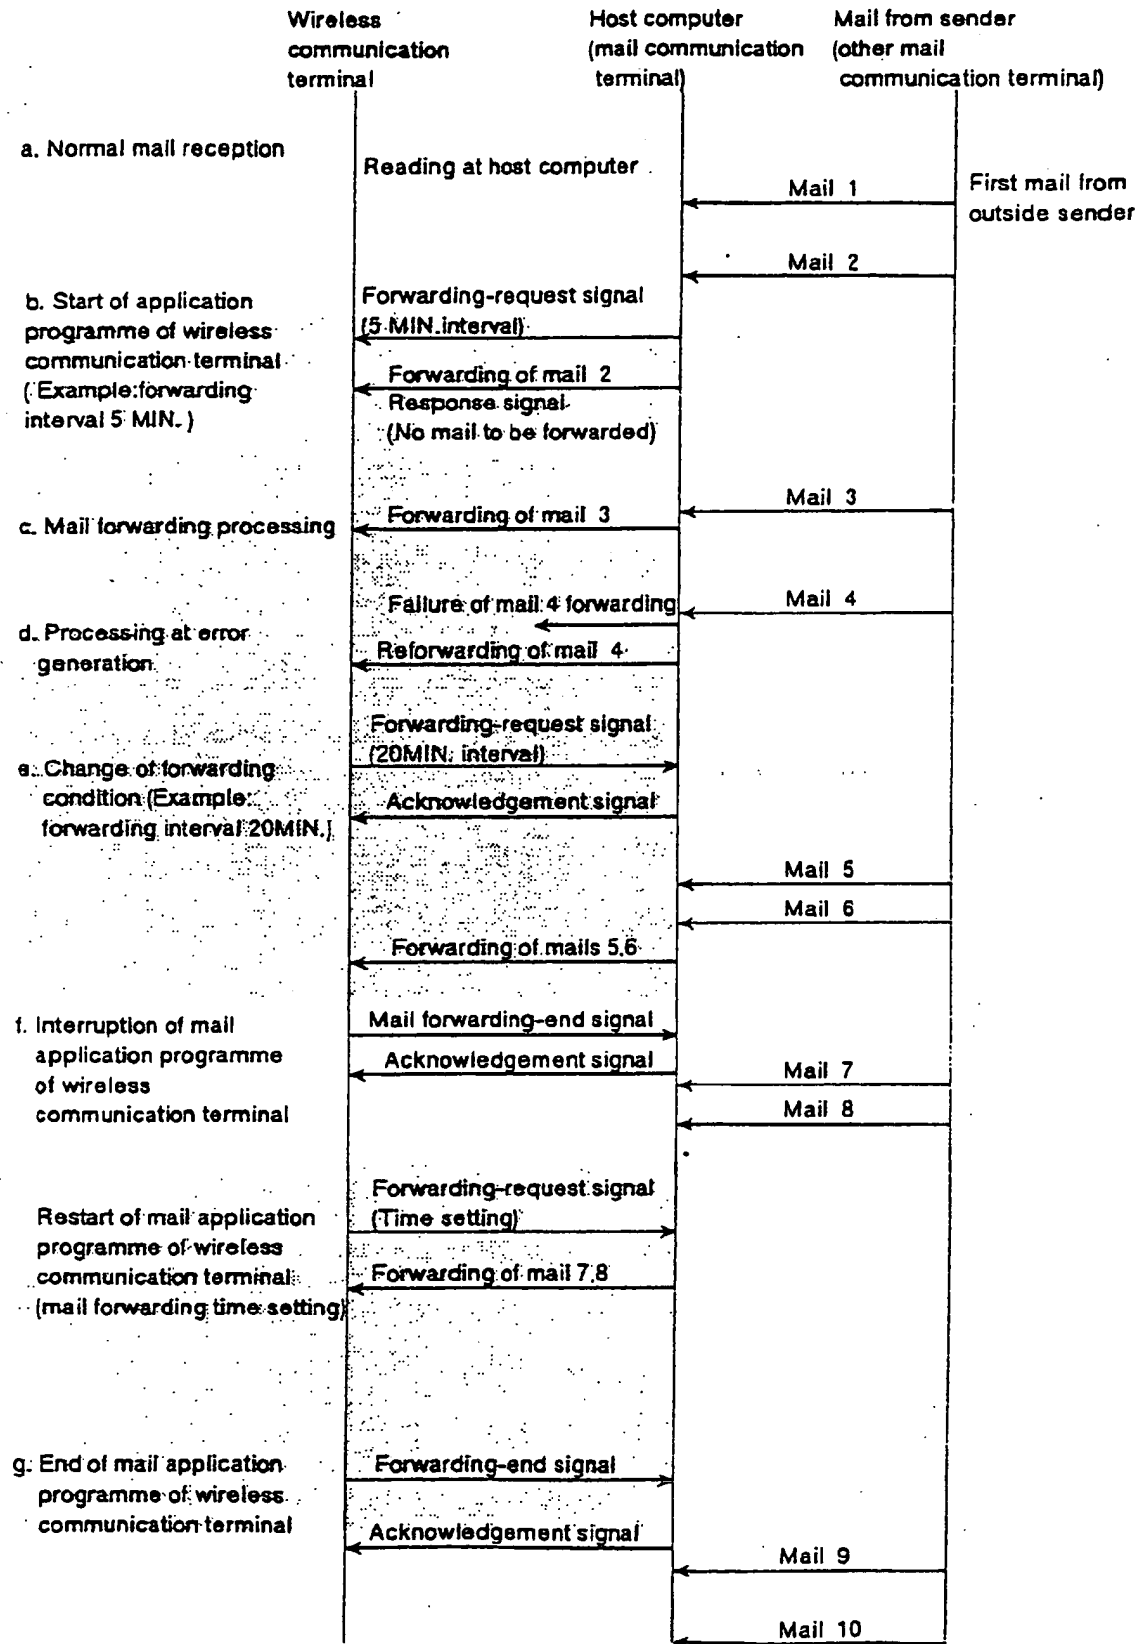 Wireless
communication
terminal
Host computer
(mail communication
terminal)
Mail from sender
(other mail
communication terminal)
a. Normal mail reception
Reading at host computer
Mail 1
First mail from
outside sender
Mail 2
b. Start of application
programme of wireless
communication terminal
(Example:forwarding
interval 5 MIN.)
Forwarding-request signal
(5 MIN.interval)
Forwarding of mail 2
Response signal
(No mail to be forwarded)
Mail 3
c. Mail forwarding processing
Forwarding of mail 3
Mail 4
Failure of mail 4 forwarding
d. Processing at error
generation
Reforwarding of mail 4
Forwarding-request signal
(20MIN. interval)
e. Change of forwarding
condition (Example:
forwarding interval 20MIN.)
Acknowledgement signal
Mail 5
Mail 6
Forwarding of mails 5,6
f. Interruption of mail
application programme
of wireless
communication terminal
Mail forwarding-end signal
Acknowledgement signal
Mail 7
Mail 8
Forwarding-request signal
(Time setting)
Restart of mail application
programme of wireless
communication terminal
(mail forwarding time setting)
Forwarding of mail 7,8
g. End of mail application
programme of wireless
communication terminal
Forwarding-end signal
Acknowledgement signal
Mail 9
Mail 10